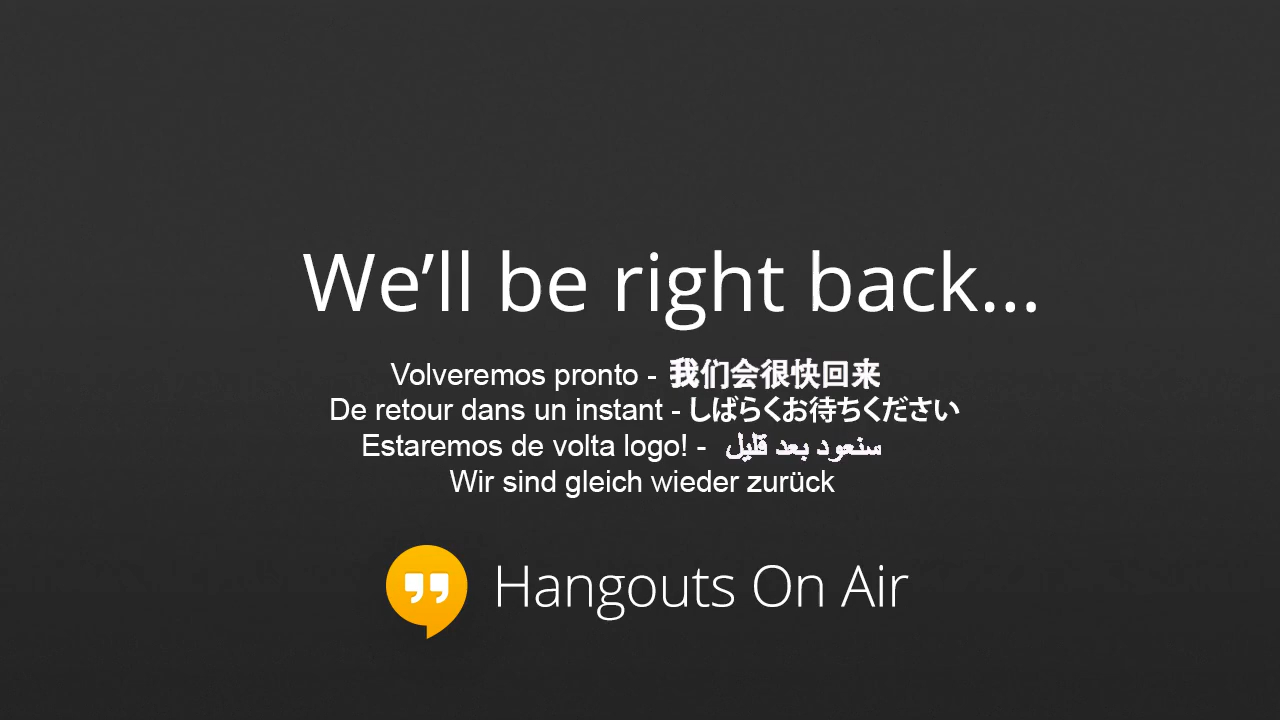 We’ll be right back...
Volveremos pronto - 我们会很快回来
De retour dans un instant - しばらくお待ちください
Estaremos de volta logo! - سنعود بعد قليل
Wir sind gleich wieder zurück
Hangouts On Air